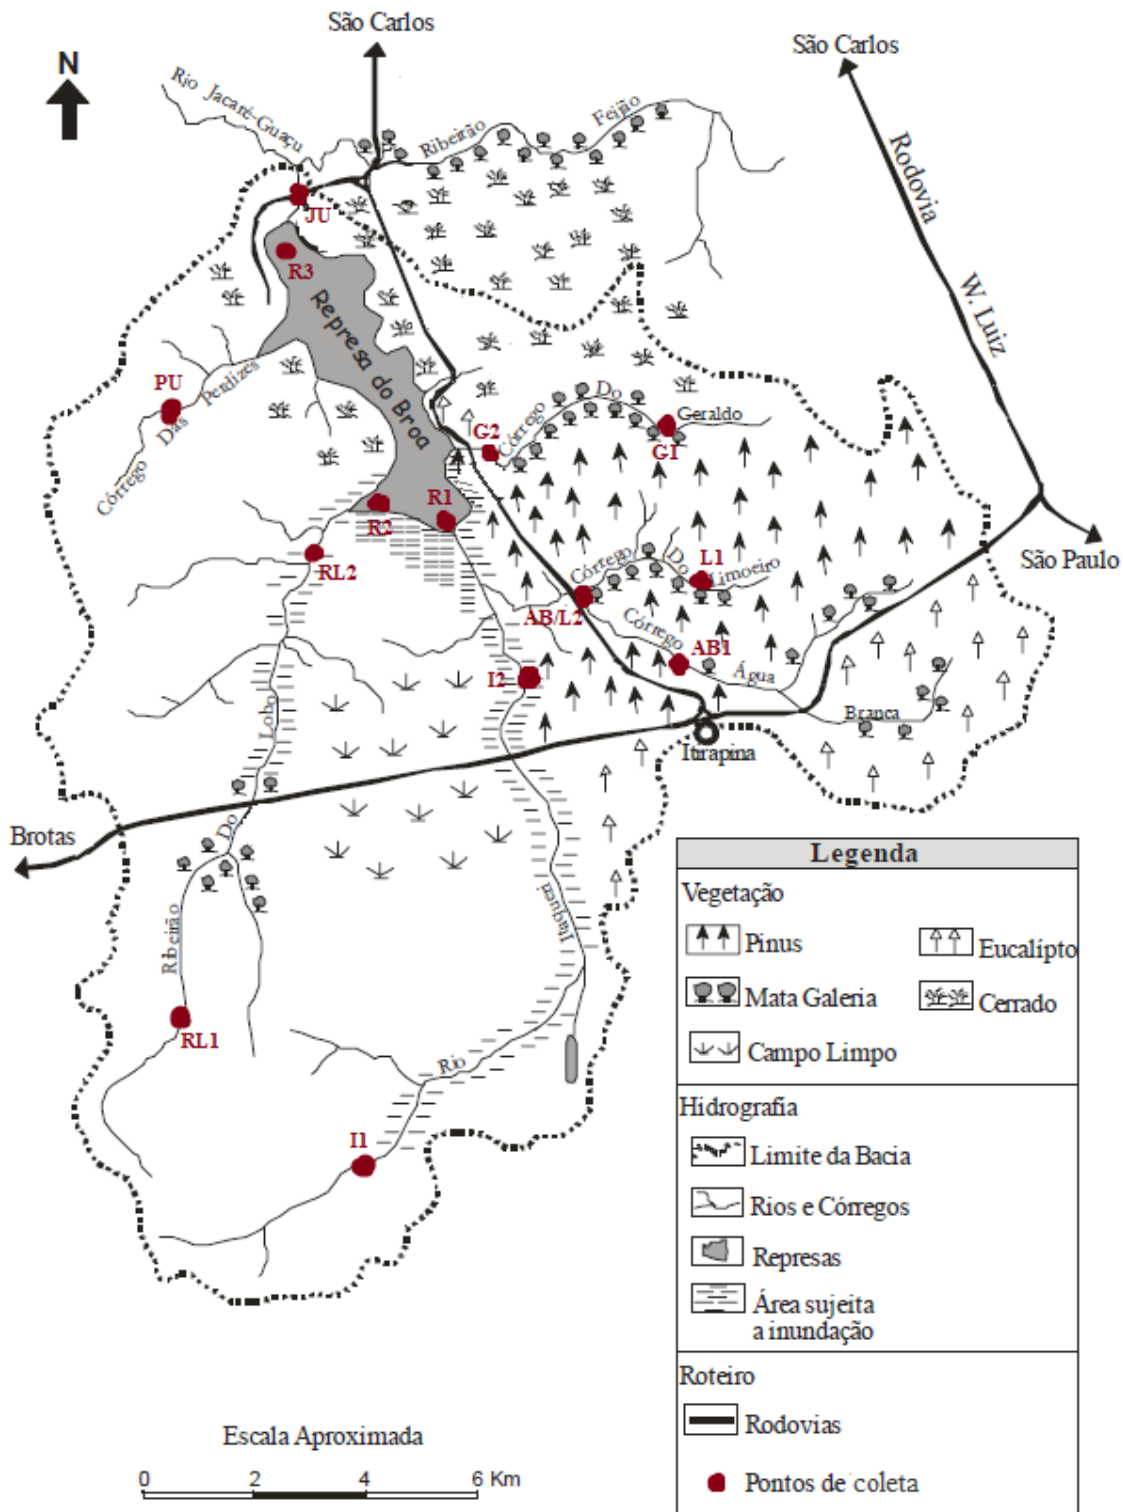 São Carlos
São Carlos
N
Rio Jacaré-Guaçu
Ribeirão Feijão
Rodovia W. Luiz
JU
R3
Represa do Broa
PU
Córrego Das Perdizes
G2
Córrego Do Geraldo
G1
R1
R2
RL2
Córrego Do Limoeiro
L1
São Paulo
AB/L2
Córrego Água Branca
AB1
I2
Itirapina
Brotas
Ribeirão Do Lobo
Rio Itaqueri
RL1
I1
Legenda
Vegetação
Pinus
Eucalípto
Mata Galeria
Cerrado
Campo Limpo
Hidrografia
Limite da Bacia
Rios e Córregos
Represas
Área sujeita
a inundação
Roteiro
Rodovias
Pontos de coleta
Escala Aproximada
0 2 4 6 Km